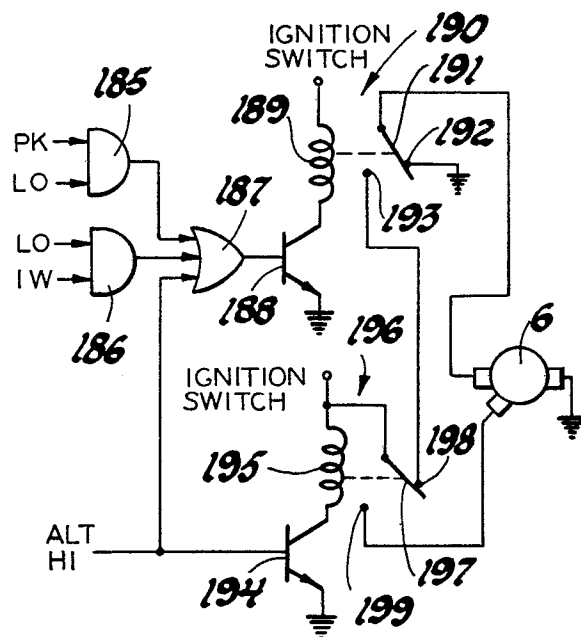 IGNITION
SWITCH
190
191
185
189
192
PK
LO
187
193
LO
IW
188
186
196
6
IGNITION
SWITCH
198
195
ALT
HI
194
199
197